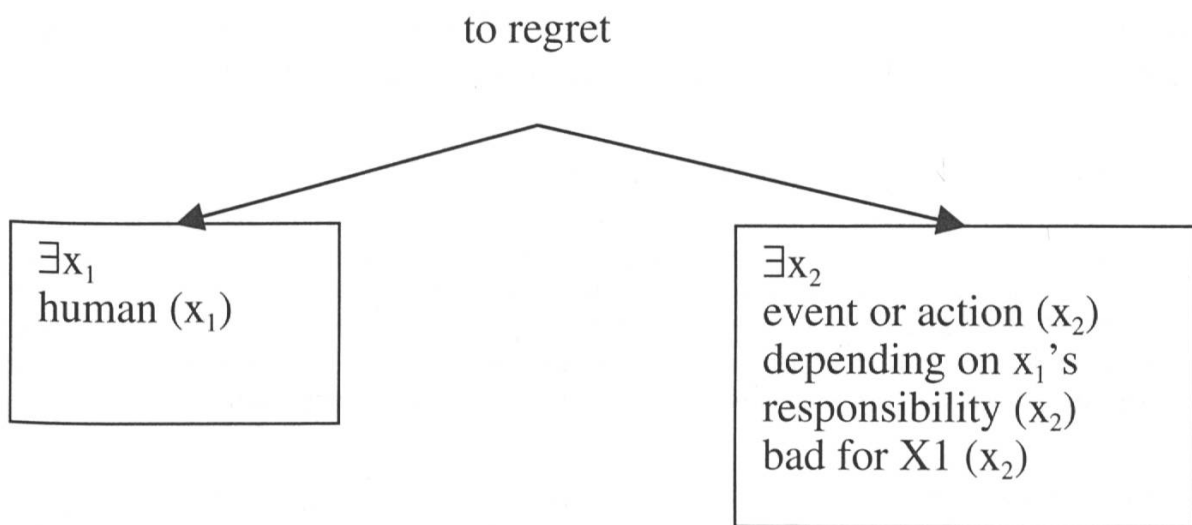 to regret
∃x₁
human (x₁)
∃x₂
event or action (x₂)
depending on x₁’s
responsibility (x₂)
bad for X1 (x₂)